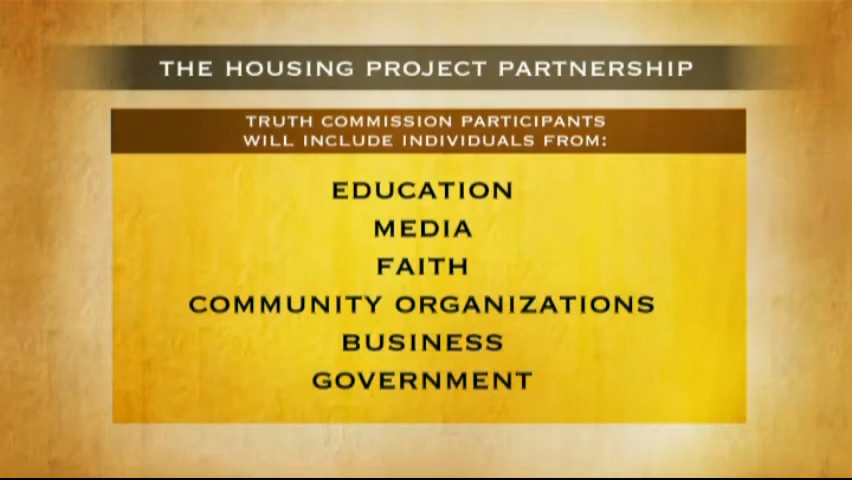 THE HOUSING PROJECT PARTNERSHIP
TRUTH COMMISSION PARTICIPANTS
WILL INCLUDE INDIVIDUALS FROM:
EDUCATION
MEDIA
FAITH
COMMUNITY ORGANIZATIONS
BUSINESS
GOVERNMENT